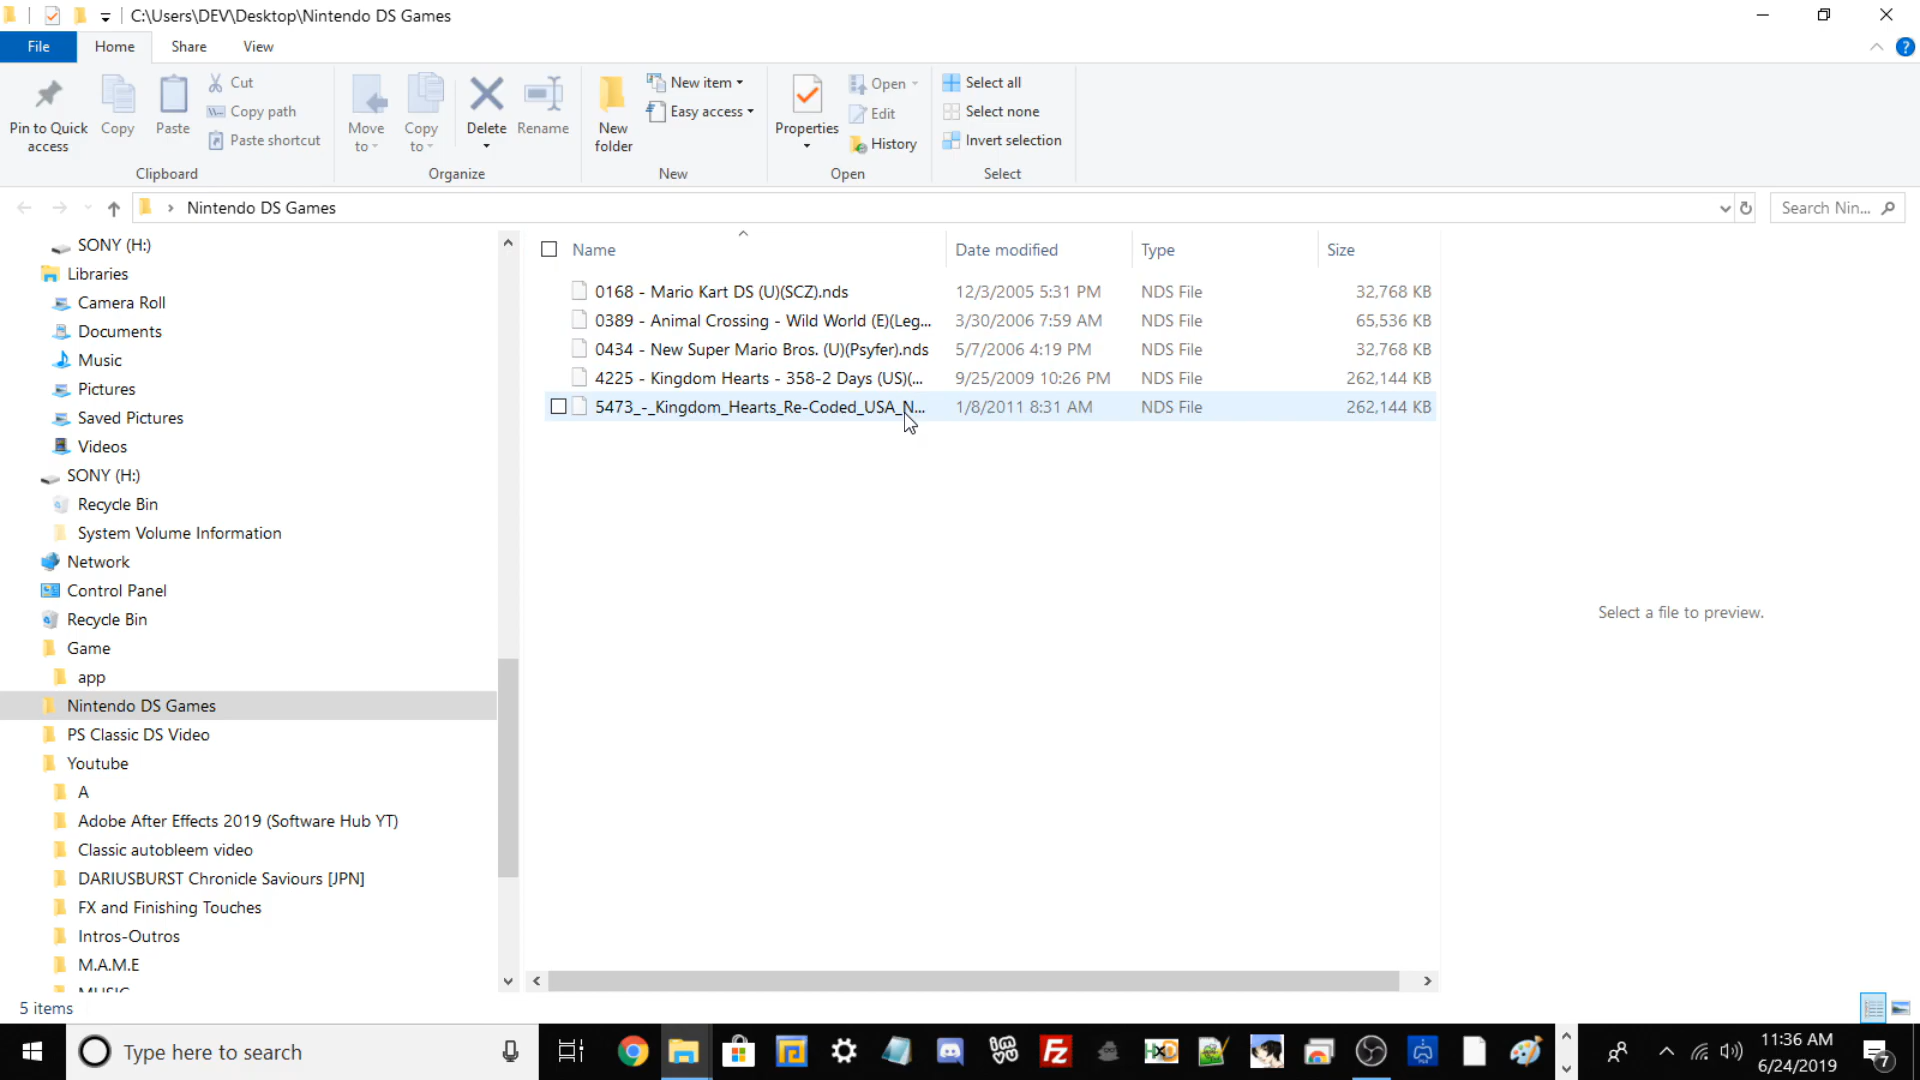 C:\Users\DEV\Desktop\Nintendo DS Games
File Home Share View
Pin to Quick access
Copy
Paste
Cut
Copy path
Paste shortcut
Clipboard
Move to
Copy to
Delete
Rename
Organize
New folder
New item
Easy access
New
Properties
Open
Edit
History
Open
Select all
Select none
Invert selection
Select
Nintendo DS Games
Search Nin...
SONY (H:)
Libraries
Camera Roll
Documents
Music
Pictures
Saved Pictures
Videos
SONY (H:)
Recycle Bin
System Volume Information
Network
Control Panel
Recycle Bin
Game
app
Nintendo DS Games
PS Classic DS Video
Youtube
A
Adobe After Effects 2019 (Software Hub YT)
Classic autobleem video
DARIUSBURST Chronicle Saviours [JPN]
FX and Finishing Touches
Intros-Outros
M.A.M.E
MUSIC
Name Date modified Type Size
0168 - Mario Kart DS (U)(SCZ).nds 12/3/2005 5:31 PM NDS File 32,768 KB
0389 - Animal Crossing - Wild World (E)(Leg... 3/30/2006 7:59 AM NDS File 65,536 KB
0434 - New Super Mario Bros. (U)(Psyfer).nds 5/7/2006 4:19 PM NDS File 32,768 KB
4225 - Kingdom Hearts - 358-2 Days (US)(... 9/25/2009 10:26 PM NDS File 262,144 KB
5473_-_Kingdom_Hearts_Re-Coded_USA_N... 1/8/2011 8:31 AM NDS File 262,144 KB
Select a file to preview.
5 items
Type here to search
11:36 AM
6/24/2019
7